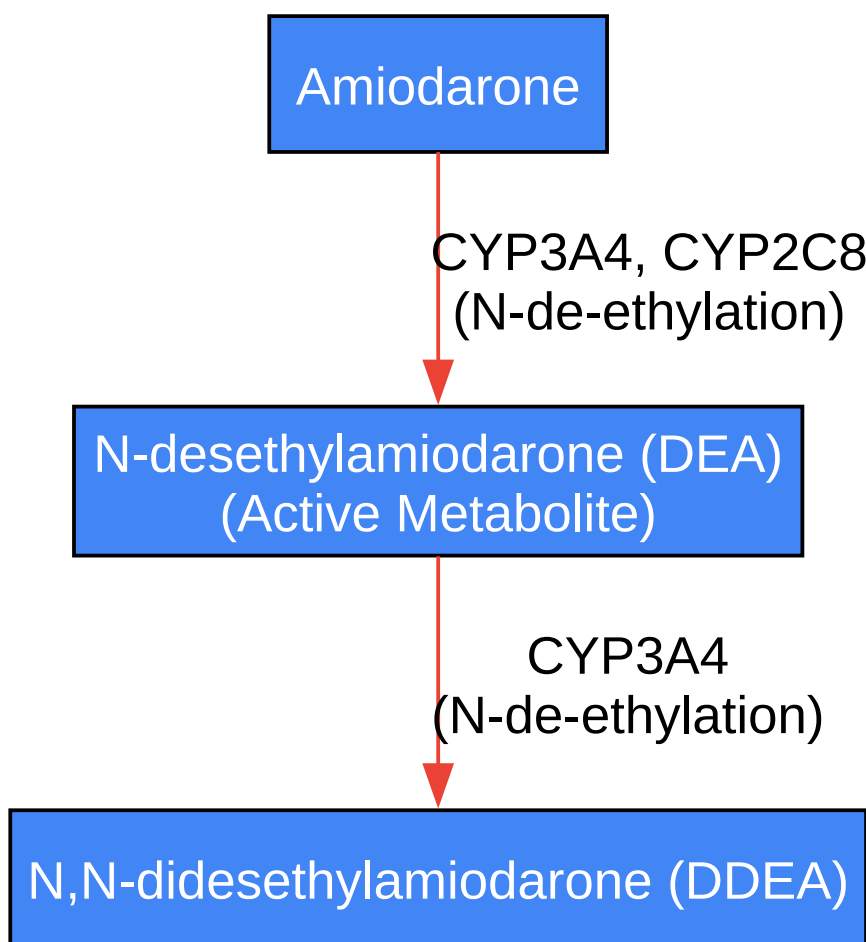 Amiodarone
CYP3A4, CYP2C8
(N-de-ethylation)
N-desethylamiodarone (DEA)
(Active Metabolite)
CYP3A4
(N-de-ethylation)
N,N-didesethylamiodarone (DDEA)